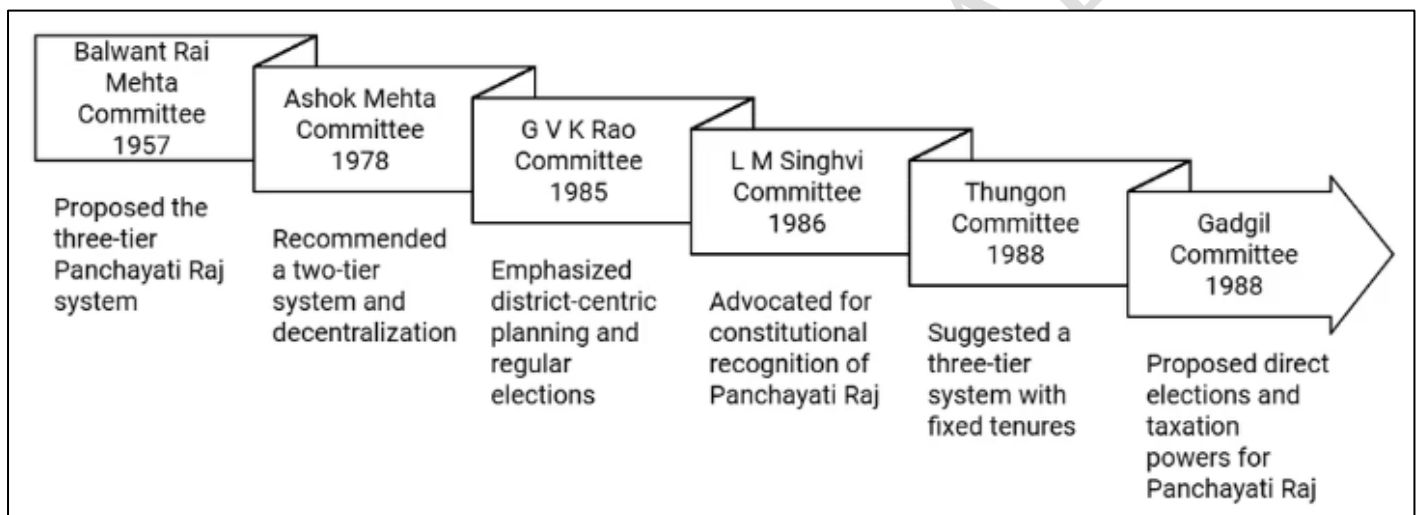 Balwant Rai
Mehta
Committee
1957
Proposed the
three-tier
Panchayati Raj
system
Ashok Mehta
Committee
1978
Recommended
a two-tier
system and
decentralization
G V K Rao
Committee
1985
Emphasized
district-centric
planning and
regular
elections
L M Singhvi
Committee
1986
Advocated for
constitutional
recognition of
Panchayati Raj
Thungon
Committee
1988
Suggested a
three-tier
system with
fixed tenures
Gadgil
Committee
1988
Proposed direct
elections and
taxation
powers for
Panchayati Raj